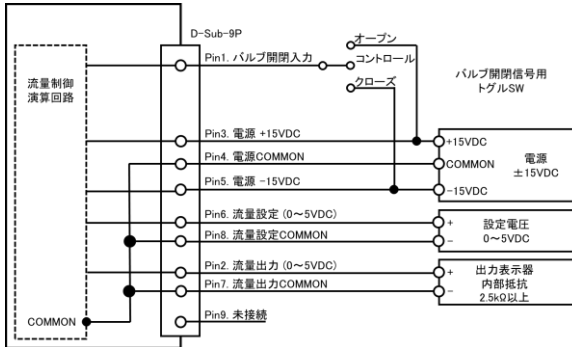 D-Sub-9P
オープン
Pin1. バルブ開閉入力
コントロール
クローズ
バルブ開閉信号用
トグルSW
流量制御
演算回路
Pin3. 電源 +15VDC
+15VDC
Pin4. 電源COMMON
COMMON
電源
±15VDC
Pin5. 電源 -15VDC
-15VDC
Pin6. 流量設定 (0～5VDC)
+
設定電圧
0～5VDC
Pin8. 流量設定COMMON
-
Pin2. 流量出力 (0～5VDC)
+
出力表示器
内部抵抗
2.5kΩ以上
Pin7. 流量出力COMMON
-
COMMON
Pin9. 未接続